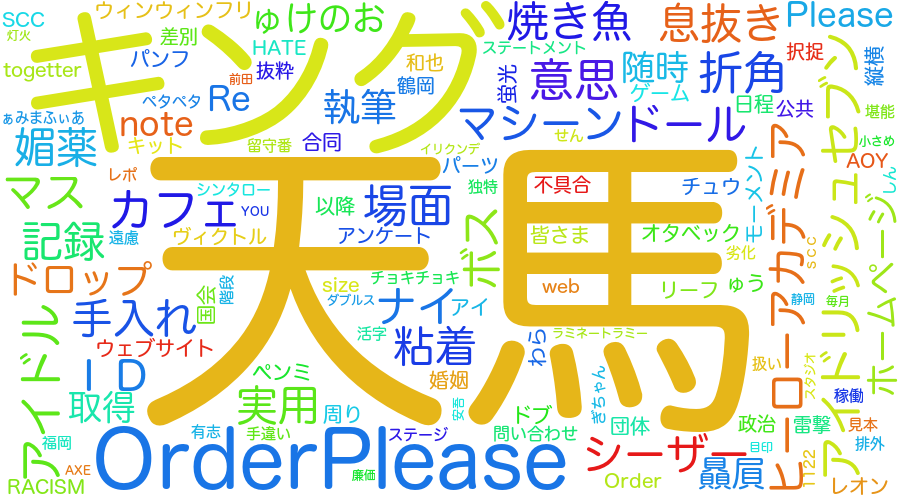 SCC
灯火
ウィンウィンフリ
差別
キング
ゅけのお
焼き魚
息抜き
Please
togetter
パンフ
HATE
抜粋
和也
鶴岡
ステートメント
蛍光
意思
随時
ゲーム
折角
択捉
縦横
ぁみまふぃあ
ペタペタ
Re
前田
執筆
マシーンドール
日程
公共
堪能
note
キット
留守番
合同
イリクンデ
せん
小さめ
媚薬
パーツ
AOY
レポ
シンタロー
YOU
独特
不具合
チュウ
モーメント
しん
マス
カフェ
以降
場面
ボス
天馬
皆さま
オタベック
記録
遠慮
ヴィクトル
アンケート
劣化
scc
ドロップ
国会
階段
size
チョキチョキ
web
リーフ
ゅう
静岡
毎月
手入れ
ダブルス
ナイ
アイ
活字
粘着
わら
ラミネートラミー
ウェブサイト
ID
ペンミ
婚姻
扱い
スタジオ
アイドル
取得
実用
周り
安吾
ぎちゃん
ドブ
団体
政治
雷撃
稼働
見本
福岡
有志
手違い
ステージ
問い合わせ
目印
排外
AXE
RACISM
OrderPlease
廉価
シーザー
Order
贔屓
1122
レオン
ヒーローアカデミア
アイドリッシュセブン
ホームページ